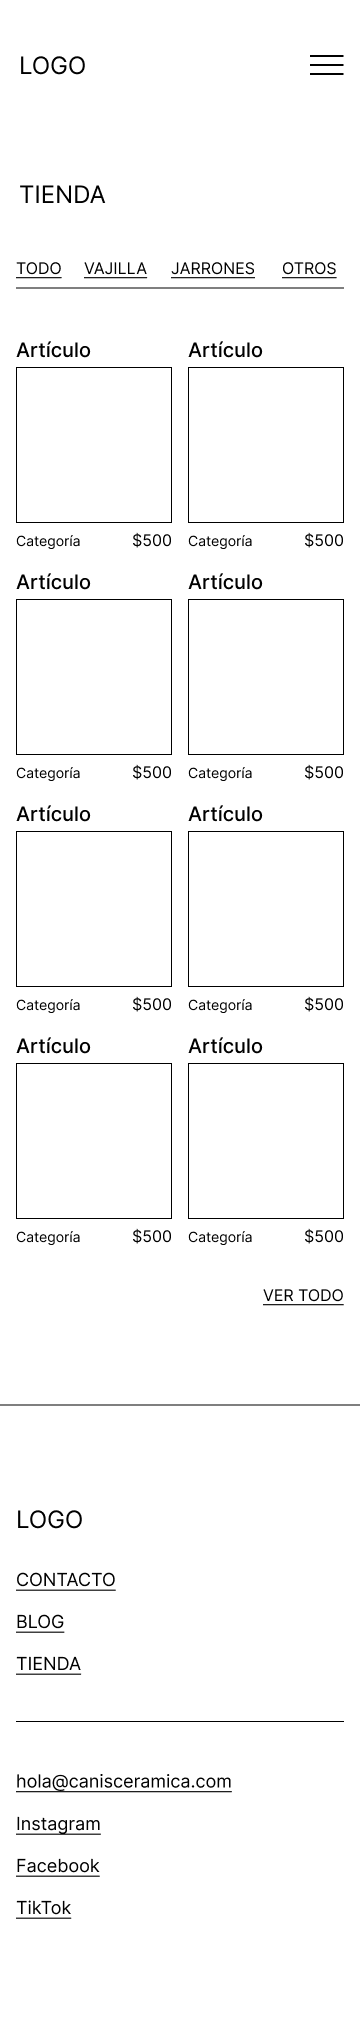 LOGO
TIENDA
TODO VAJILLA JARRONES OTROS
Artículo Artículo
Categoría $500 Categoría $500
Artículo Artículo
Categoría $500 Categoría $500
Artículo Artículo
Categoría $500 Categoría $500
Artículo Artículo
Categoría $500 Categoría $500
VER TODO
LOGO
CONTACTO
BLOG
TIENDA
hola@canisceramica.com
Instagram
Facebook
TikTok